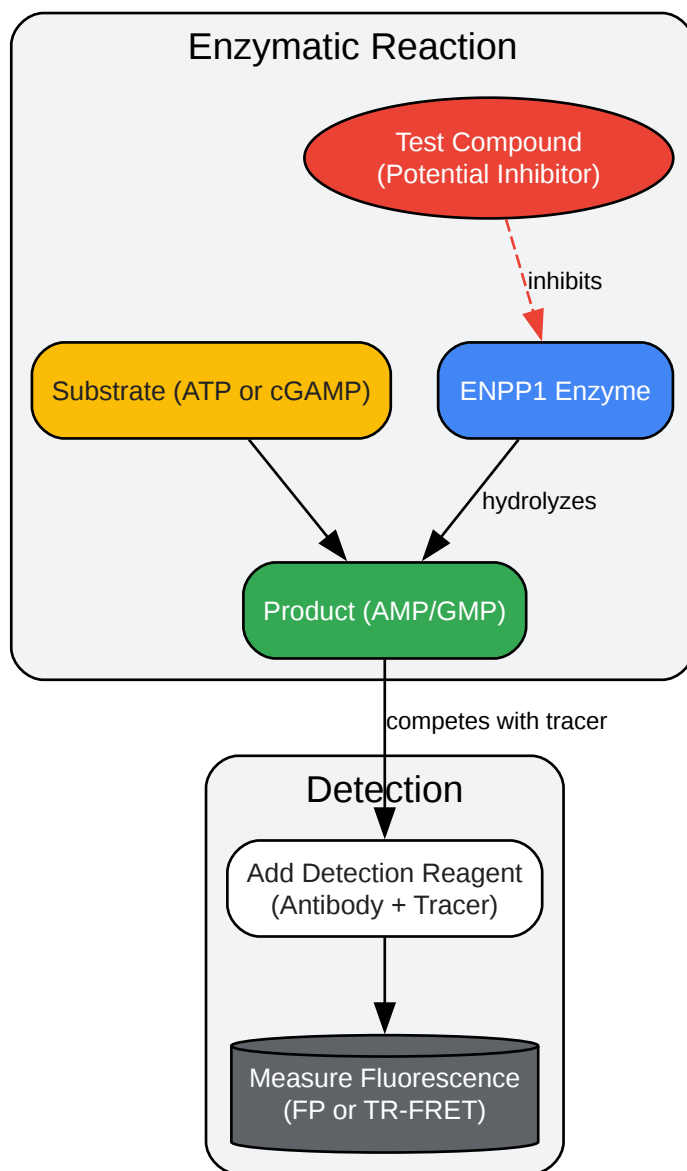 Enzymatic Reaction
Test Compound
(Potential Inhibitor)
inhibits
Substrate (ATP or cGAMP)
ENPP1 Enzyme
hydrolyzes
Product (AMP/GMP)
competes with tracer
Detection
Add Detection Reagent
(Antibody + Tracer)
Measure Fluorescence
(FP or TR-FRET)